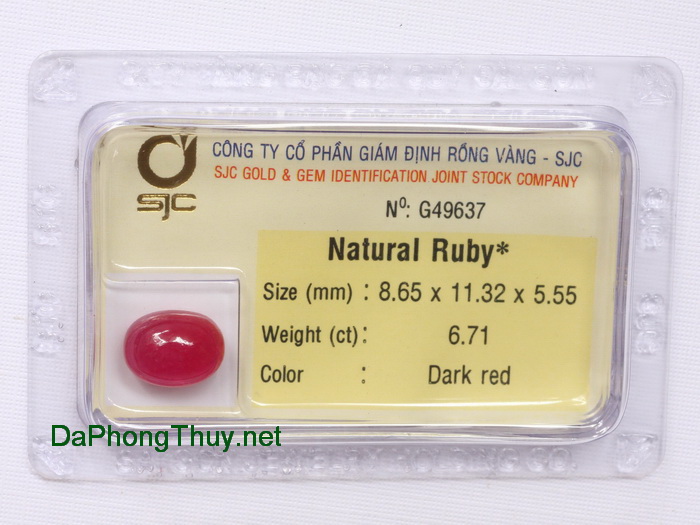 SJC
CÔNG TY CỔ PHẦN GIÁM ĐỊNH RỒNG VÀNG - SJC
SJC GOLD & GEM IDENTIFICATION JOINT STOCK COMPANY
Nº: G49637
Natural Ruby*
Size (mm) : 8.65 x 11.32 x 5.55
Weight (ct): 6.71
Color : Dark red
DaPhongThuy.net